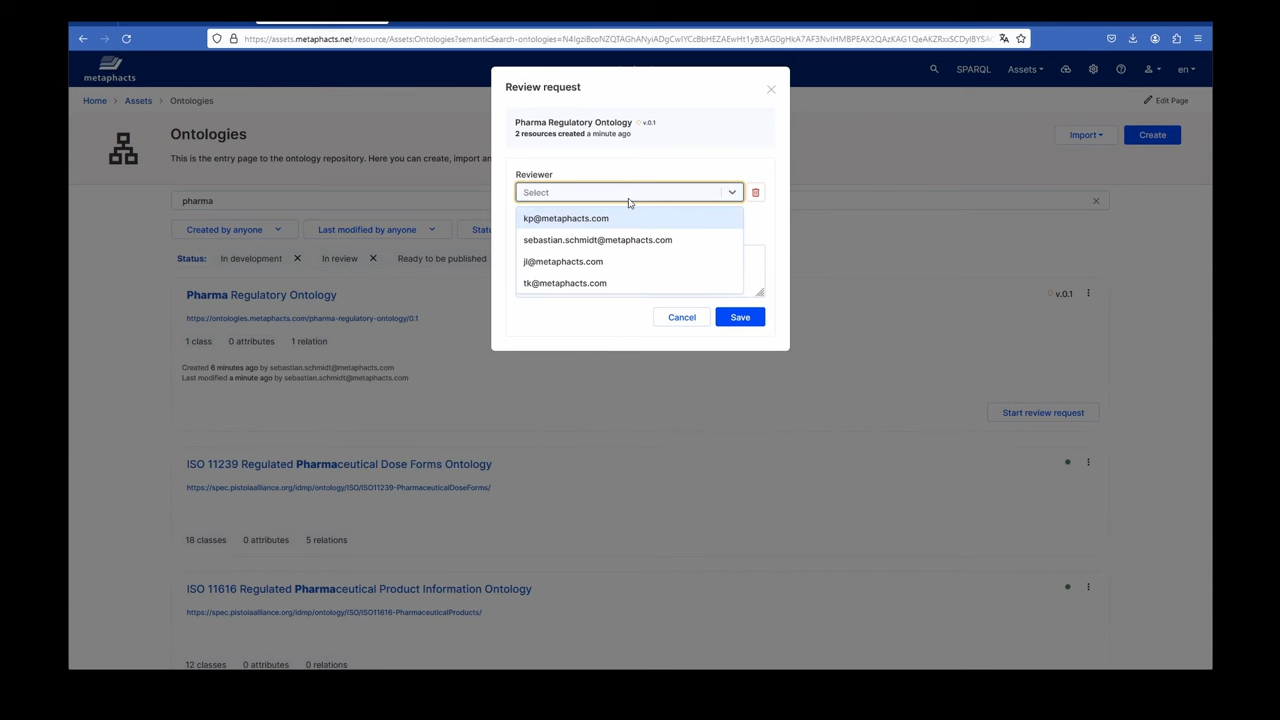 https://assets.metaphacts.net/resource/Assets:Ontologies?semanticSearch-ontologies=
metaphacts
SPARQL
Assets
en
Home > Assets > Ontologies
Edit Page
Ontologies
This is the entry page to the ontology repository. Here you can create, import an
Import
Create
pharma
Created by anyone
Last modified by anyone
Statu
Status:
In development
In review
Ready to be published
Review request
Pharma Regulatory Ontology v.0.1
2 resources created a minute ago
Reviewer
Select
kp@metaphacts.com
sebastian.schmidt@metaphacts.com
jl@metaphacts.com
tk@metaphacts.com
Cancel
Save
Pharma Regulatory Ontology
v.0.1
https://ontologies.metaphacts.com/pharma-regulatory-ontology/0.1
1 class 0 attributes 1 relation
Created 6 minutes ago by sebastian.schmidt@metaphacts.com
Last modified a minute ago by sebastian.schmidt@metaphacts.com
Start review request
ISO 11239 Regulated Pharmaceutical Dose Forms Ontology
https://spec.pistoiaalliance.org/idmp/ontology/ISO/ISO11239-PharmaceuticalDoseForms/
18 classes 0 attributes 5 relations
ISO 11616 Regulated Pharmaceutical Product Information Ontology
https://spec.pistoiaalliance.org/idmp/ontology/ISO/ISO11616-PharmaceuticalProducts/
12 classes 0 attributes 0 relations